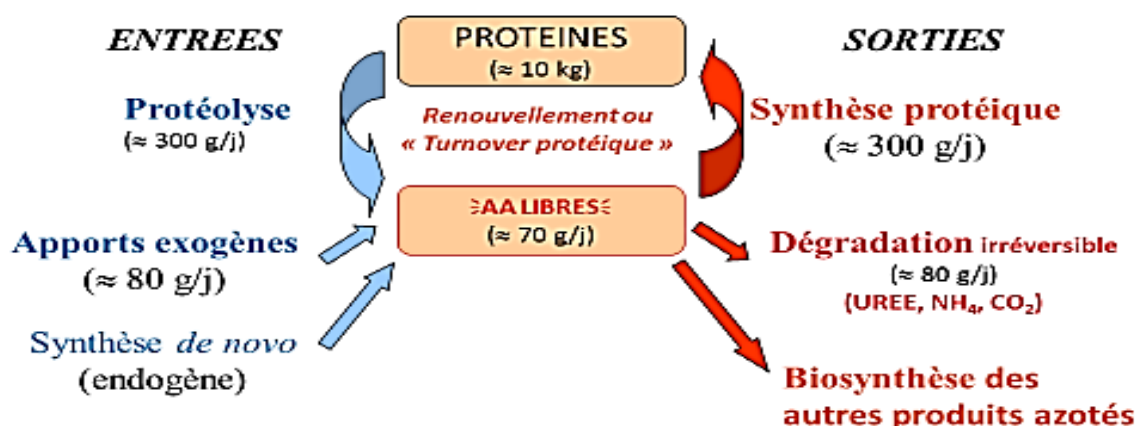 ENTREES
PROTEINES
(≈ 10 kg)
SORTIES
Protéolyse
(≈ 300 g/j)
Renouvellement ou
« Turnover protéique »
Synthèse protéique
(≈ 300 g/j)
AA LIBRES
(≈ 70 g/j)
Apports exogènes
(≈ 80 g/j)
Dégradation irréversible
(≈ 80 g/j)
(UREE, NH₄, CO₂)
Synthèse de novo
(endogène)
Biosynthèse des
autres produits azotés